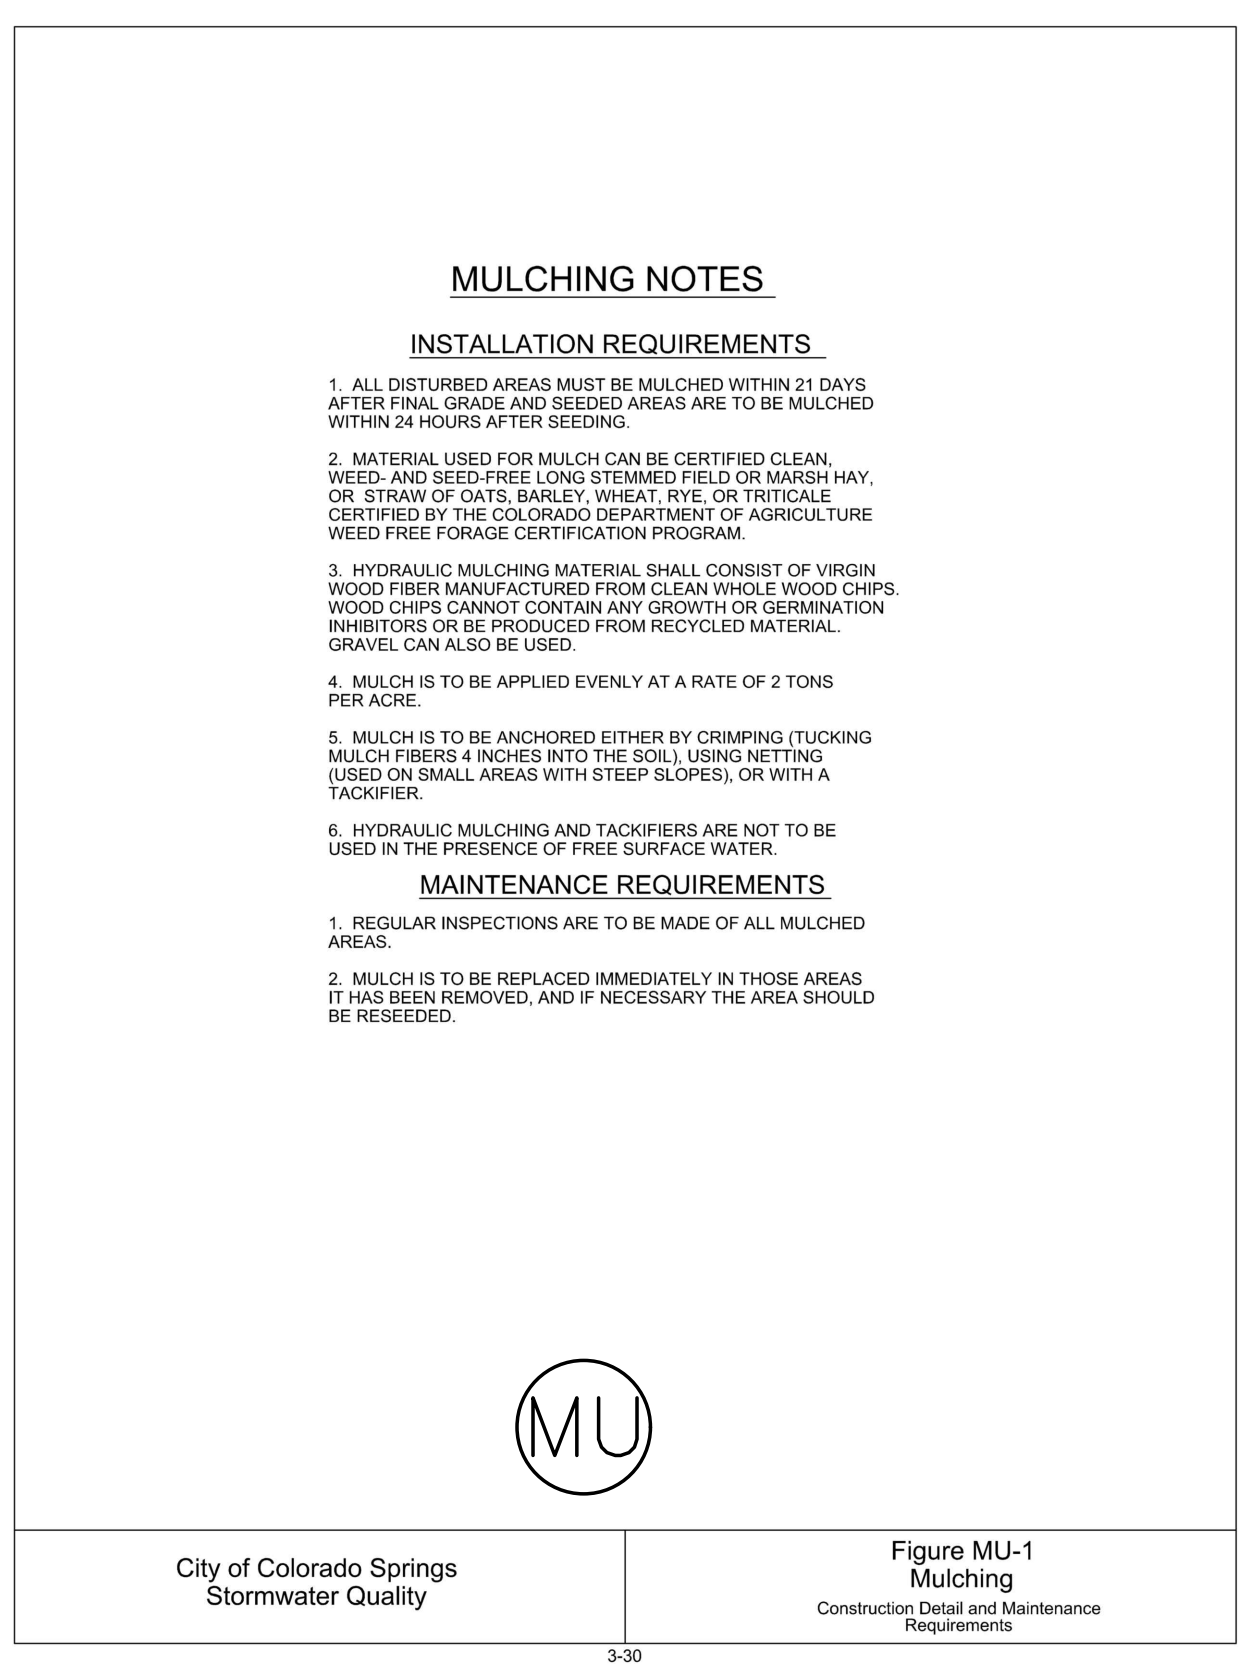 MULCHING NOTES
INSTALLATION REQUIREMENTS
1. ALL DISTURBED AREAS MUST BE MULCHED WITHIN 21 DAYS
AFTER FINAL GRADE AND SEEDED AREAS ARE TO BE MULCHED
WITHIN 24 HOURS AFTER SEEDING.
2. MATERIAL USED FOR MULCH CAN BE CERTIFIED CLEAN,
WEED- AND SEED-FREE LONG STEMMED FIELD OR MARSH HAY,
OR STRAW OF OATS, BARLEY, WHEAT, RYE, OR TRITICALE
CERTIFIED BY THE COLORADO DEPARTMENT OF AGRICULTURE
WEED FREE FORAGE CERTIFICATION PROGRAM.
3. HYDRAULIC MULCHING MATERIAL SHALL CONSIST OF VIRGIN
WOOD FIBER MANUFACTURED FROM CLEAN WHOLE WOOD CHIPS.
WOOD CHIPS CANNOT CONTAIN ANY GROWTH OR GERMINATION
INHIBITORS OR BE PRODUCED FROM RECYCLED MATERIAL.
GRAVEL CAN ALSO BE USED.
4. MULCH IS TO BE APPLIED EVENLY AT A RATE OF 2 TONS
PER ACRE.
5. MULCH IS TO BE ANCHORED EITHER BY CRIMPING (TUCKING
MULCH FIBERS 4 INCHES INTO THE SOIL), USING NETTING
(USED ON SMALL AREAS WITH STEEP SLOPES), OR WITH A
TACKIFIER.
6. HYDRAULIC MULCHING AND TACKIFIERS ARE NOT TO BE
USED IN THE PRESENCE OF FREE SURFACE WATER.
MAINTENANCE REQUIREMENTS
1. REGULAR INSPECTIONS ARE TO BE MADE OF ALL MULCHED
AREAS.
2. MULCH IS TO BE REPLACED IMMEDIATELY IN THOSE AREAS
IT HAS BEEN REMOVED, AND IF NECESSARY THE AREA SHOULD
BE RESEEDED.
MU
City of Colorado Springs
Stormwater Quality
Figure MU-1
Mulching
Construction Detail and Maintenance
Requirements
3-30